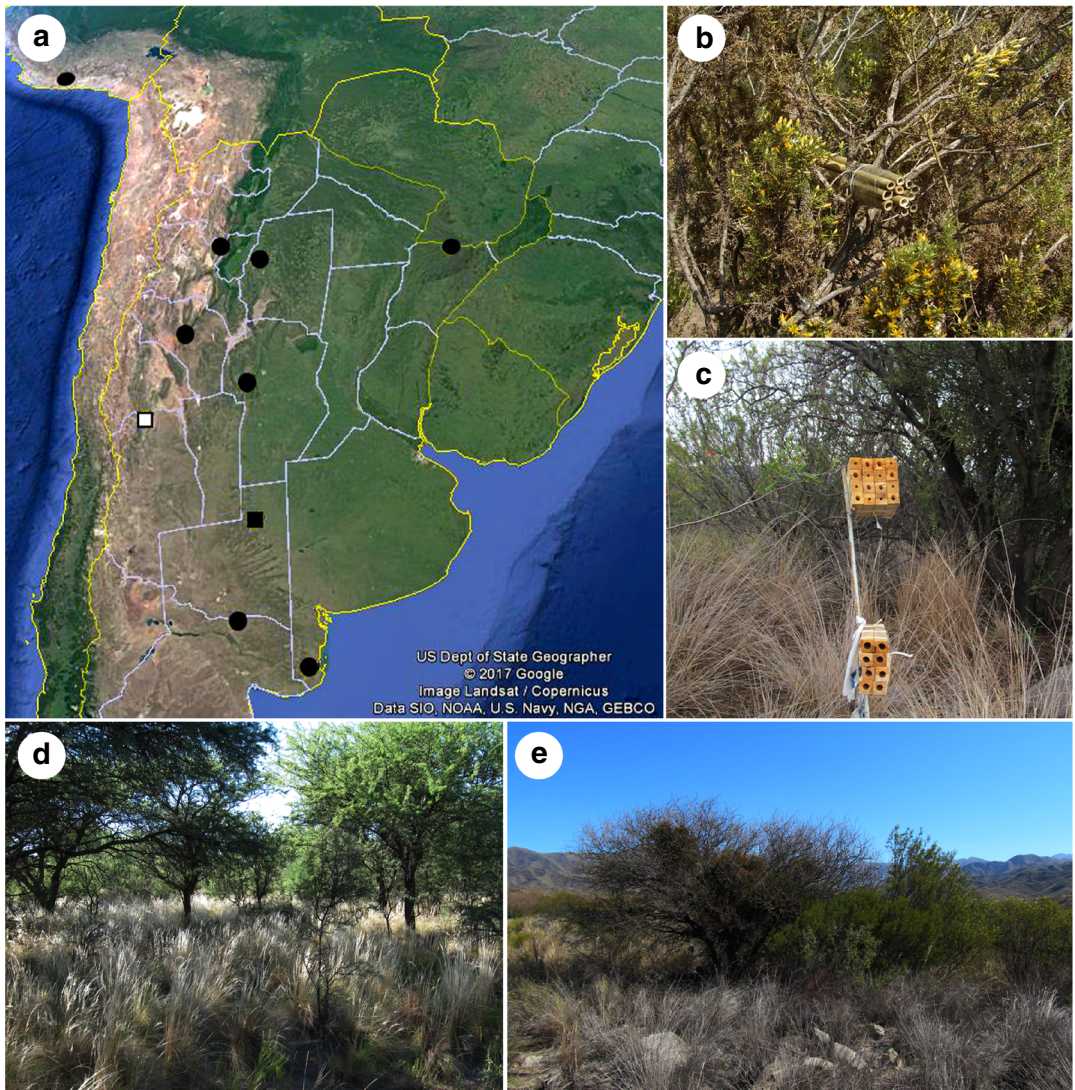 a
b
c
US Dept of State Geographer
© 2017 Google
Image Landsat / Copernicus
Data SIO, NOAA, U.S. Navy, NGA, GEBCO
d
e